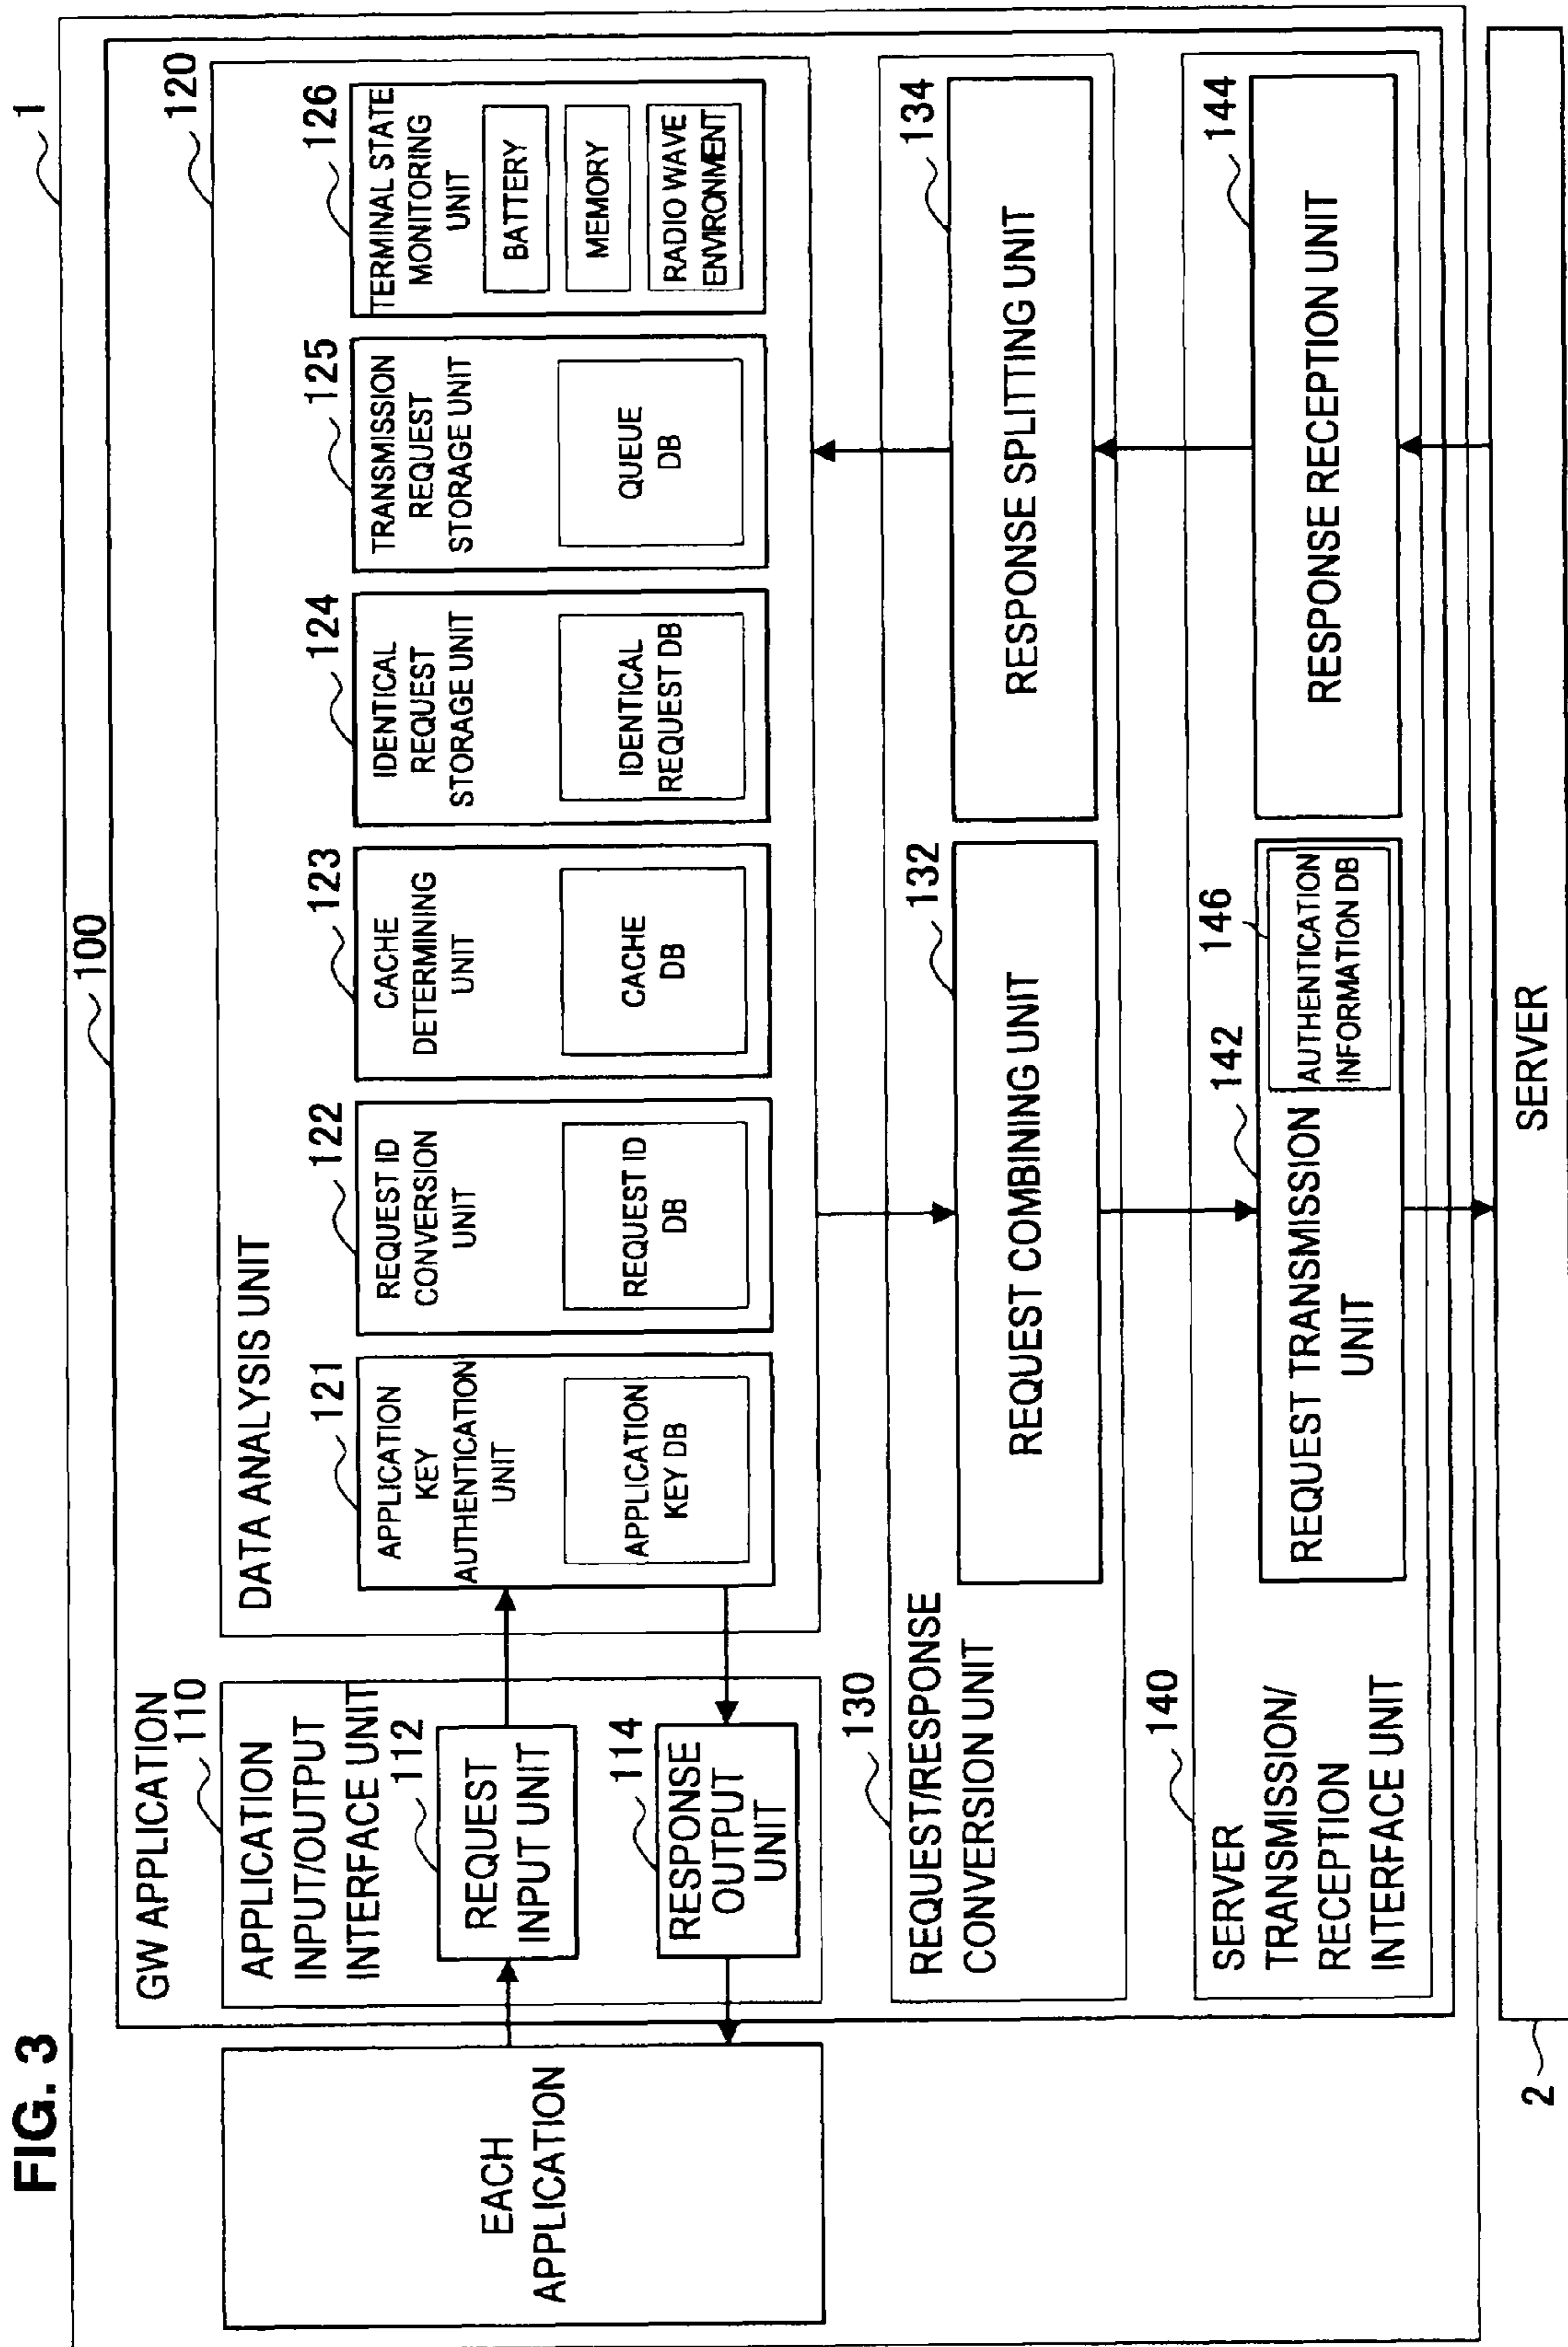 FIG. 3
1
100
GW APPLICATION
110
APPLICATION
INPUT/OUTPUT
INTERFACE UNIT
112
REQUEST
INPUT UNIT
114
RESPONSE
OUTPUT
UNIT
EACH
APPLICATION
120
DATA ANALYSIS UNIT
121
APPLICATION
KEY
AUTHENTICATION
UNIT
APPLICATION
KEY DB
122
REQUEST ID
CONVERSION
UNIT
REQUEST ID
DB
123
CACHE
DETERMINING
UNIT
CACHE
DB
124
IDENTICAL
REQUEST
STORAGE UNIT
IDENTICAL
REQUEST DB
125
TRANSMISSION
REQUEST
STORAGE UNIT
QUEUE
DB
126
TERMINAL STATE
MONITORING
UNIT
BATTERY
MEMORY
RADIO WAVE
ENVIRONMENT
130
REQUEST/RESPONSE
CONVERSION UNIT
132
REQUEST COMBINING UNIT
134
RESPONSE SPLITTING UNIT
140
SERVER
TRANSMISSION/
RECEPTION
INTERFACE UNIT
142
REQUEST TRANSMISSION
UNIT
146
AUTHENTICATION
INFORMATION DB
144
RESPONSE RECEPTION UNIT
2
SERVER